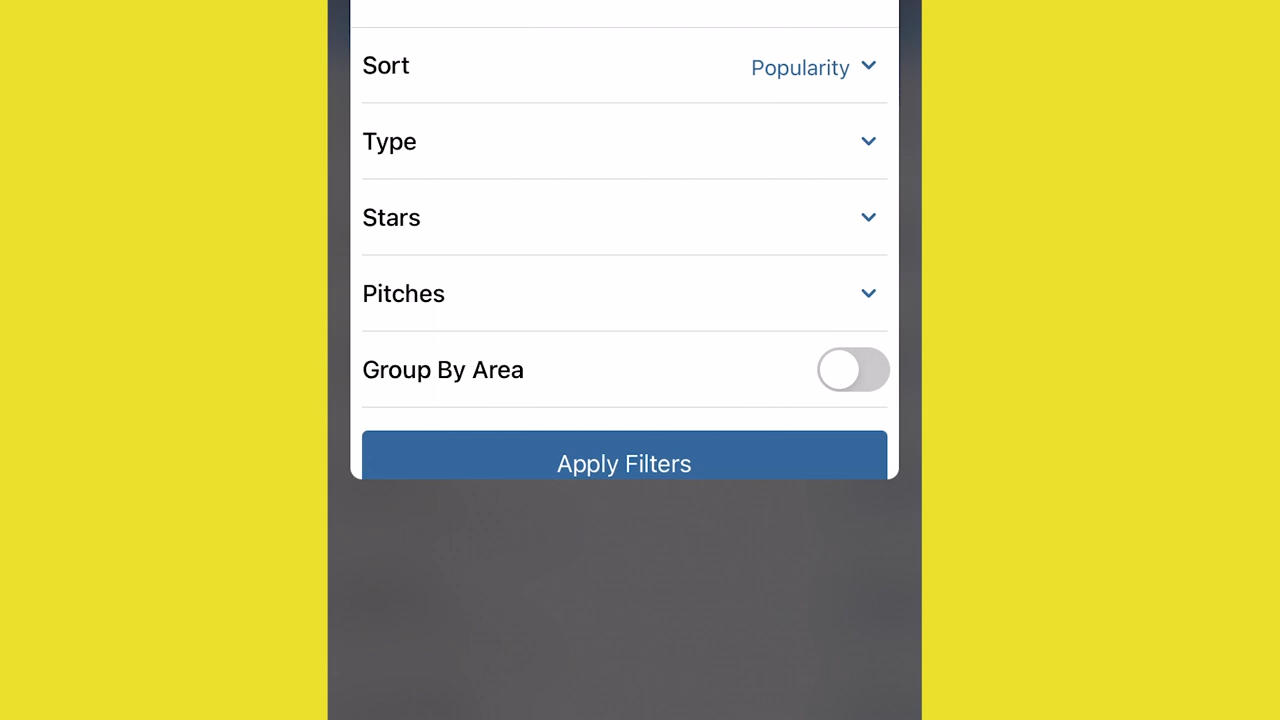 Sort Popularity
Type
Stars
Pitches
Group By Area
Apply Filters